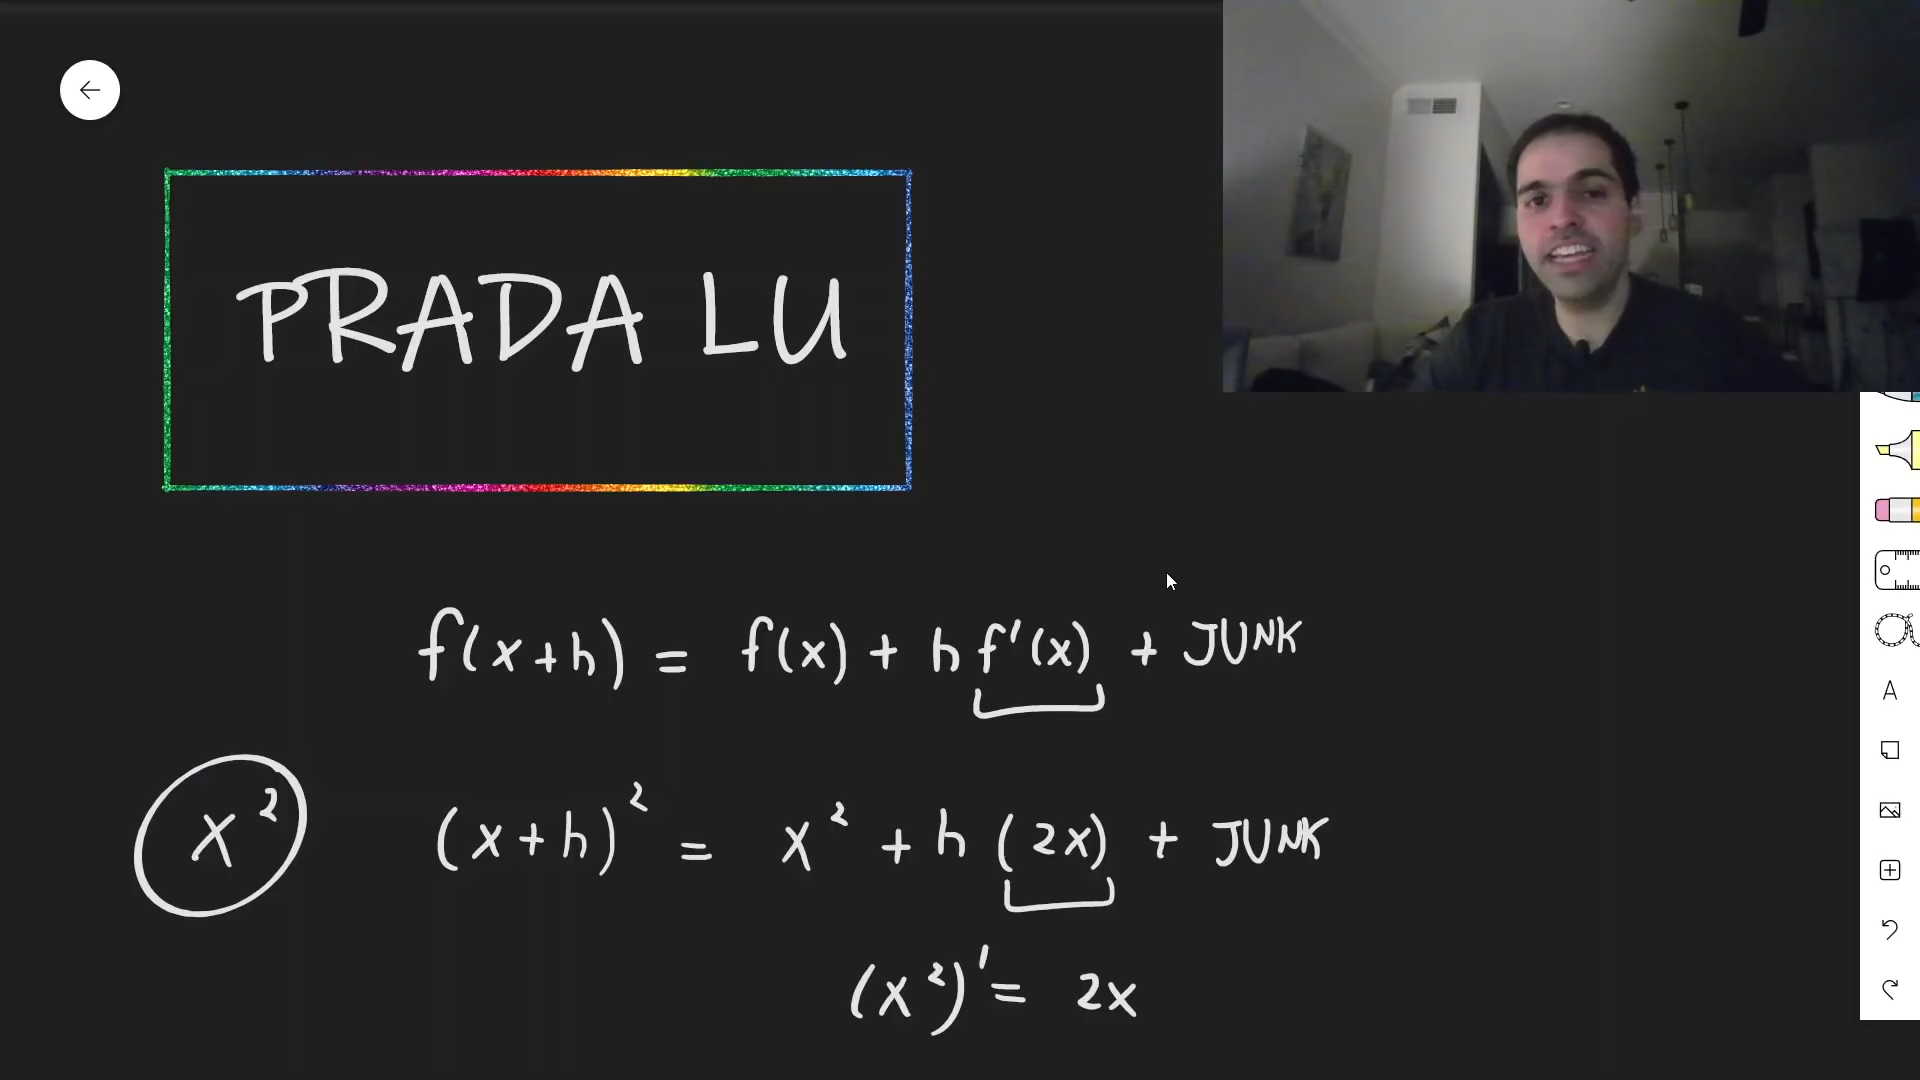 PRADA LU
f(x+h) = f(x) + h f'(x) + JUNK
x² (x+h)² = x² + h (2x) + JUNK
(x²)' = 2x
A